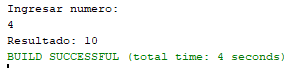 Ingresar numero:
4
Resultado: 10
BUILD SUCCESSFUL (total time: 4 seconds)